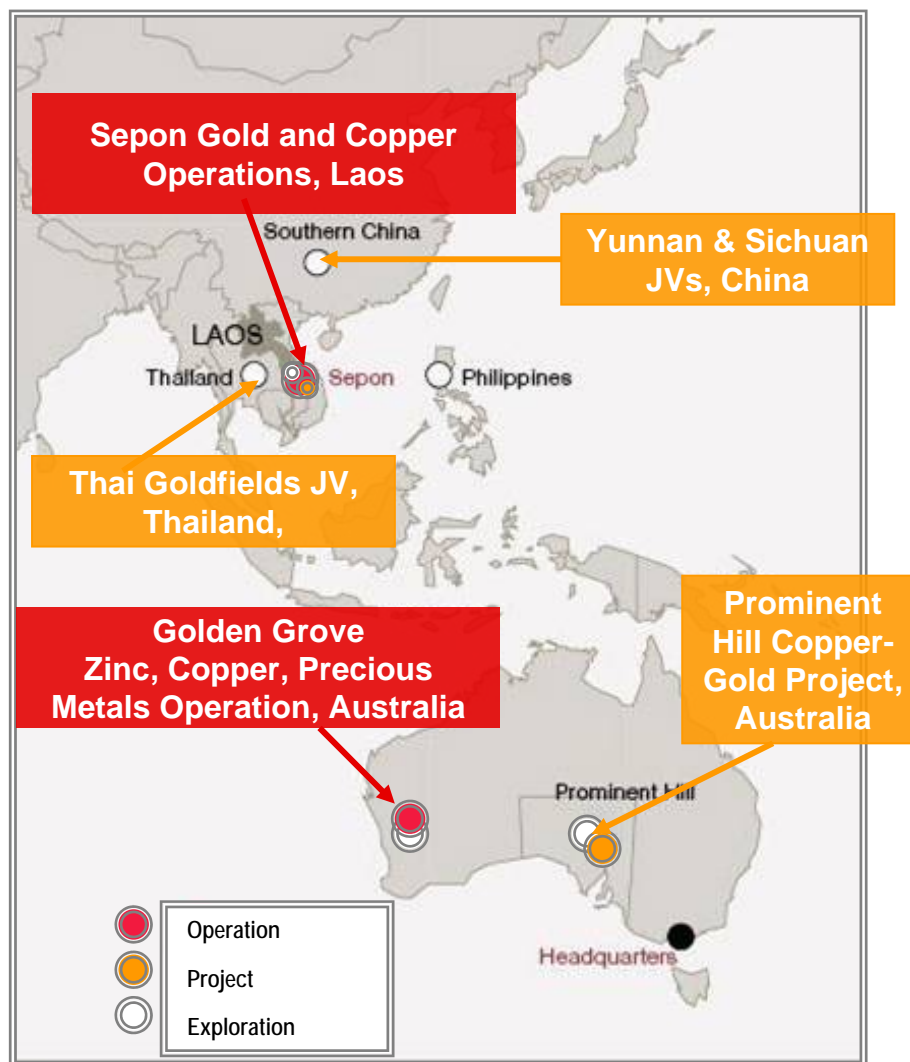 Sepon Gold and Copper
Operations, Laos
Southern China
Yunnan & Sichuan
JVs, China
LAOS
Thailand
Sepon
Philippines
Thai Goldfields JV,
Thailand,
Prominent
Hill Copper-
Gold Project,
Australia
Golden Grove
Zinc, Copper, Precious
Metals Operation, Australia
Prominent Hill
Headquarters
Operation
Project
Exploration